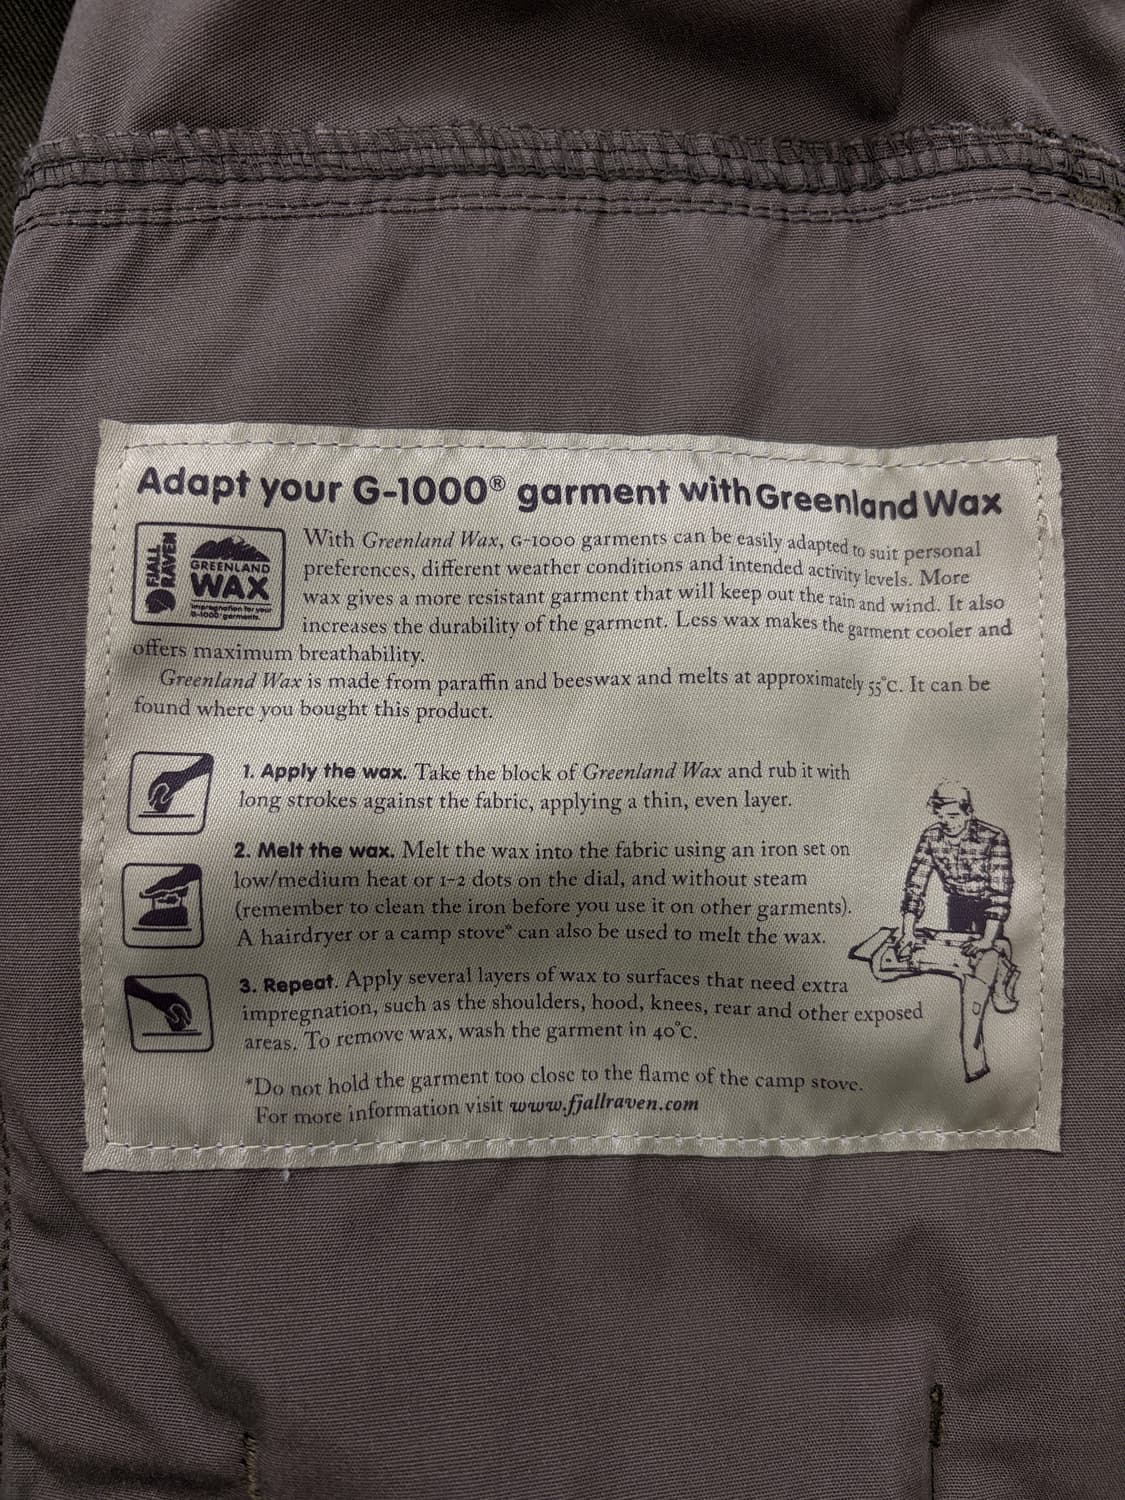 Adapt your G-1000® garment with Greenland Wax
FJALL
RAVEN
GREENLAND
WAX
Impregnation for your
G-1000 garments.
With Greenland Wax, G-1000 garments can be easily adapted to suit personal
preferences, different weather conditions and intended activity levels. More
wax gives a more resistant garment that will keep out the rain and wind. It also
increases the durability of the garment. Less wax makes the garment cooler and
offers maximum breathability.
Greenland Wax is made from paraffin and beeswax and melts at approximately 55°C. It can be
found where you bought this product.
1. Apply the wax. Take the block of Greenland Wax and rub it with
long strokes against the fabric, applying a thin, even layer.
2. Melt the wax. Melt the wax into the fabric using an iron set on
low/medium heat or 1-2 dots on the dial, and without steam
(remember to clean the iron before you use it on other garments).
A hairdryer or a camp stove* can also be used to melt the wax.
3. Repeat. Apply several layers of wax to surfaces that need extra
impregnation, such as the shoulders, hood, knees, rear and other exposed
areas. To remove wax, wash the garment in 40°C.
*Do not hold the garment too close to the flame of the camp stove.
For more information visit www.fjallraven.com